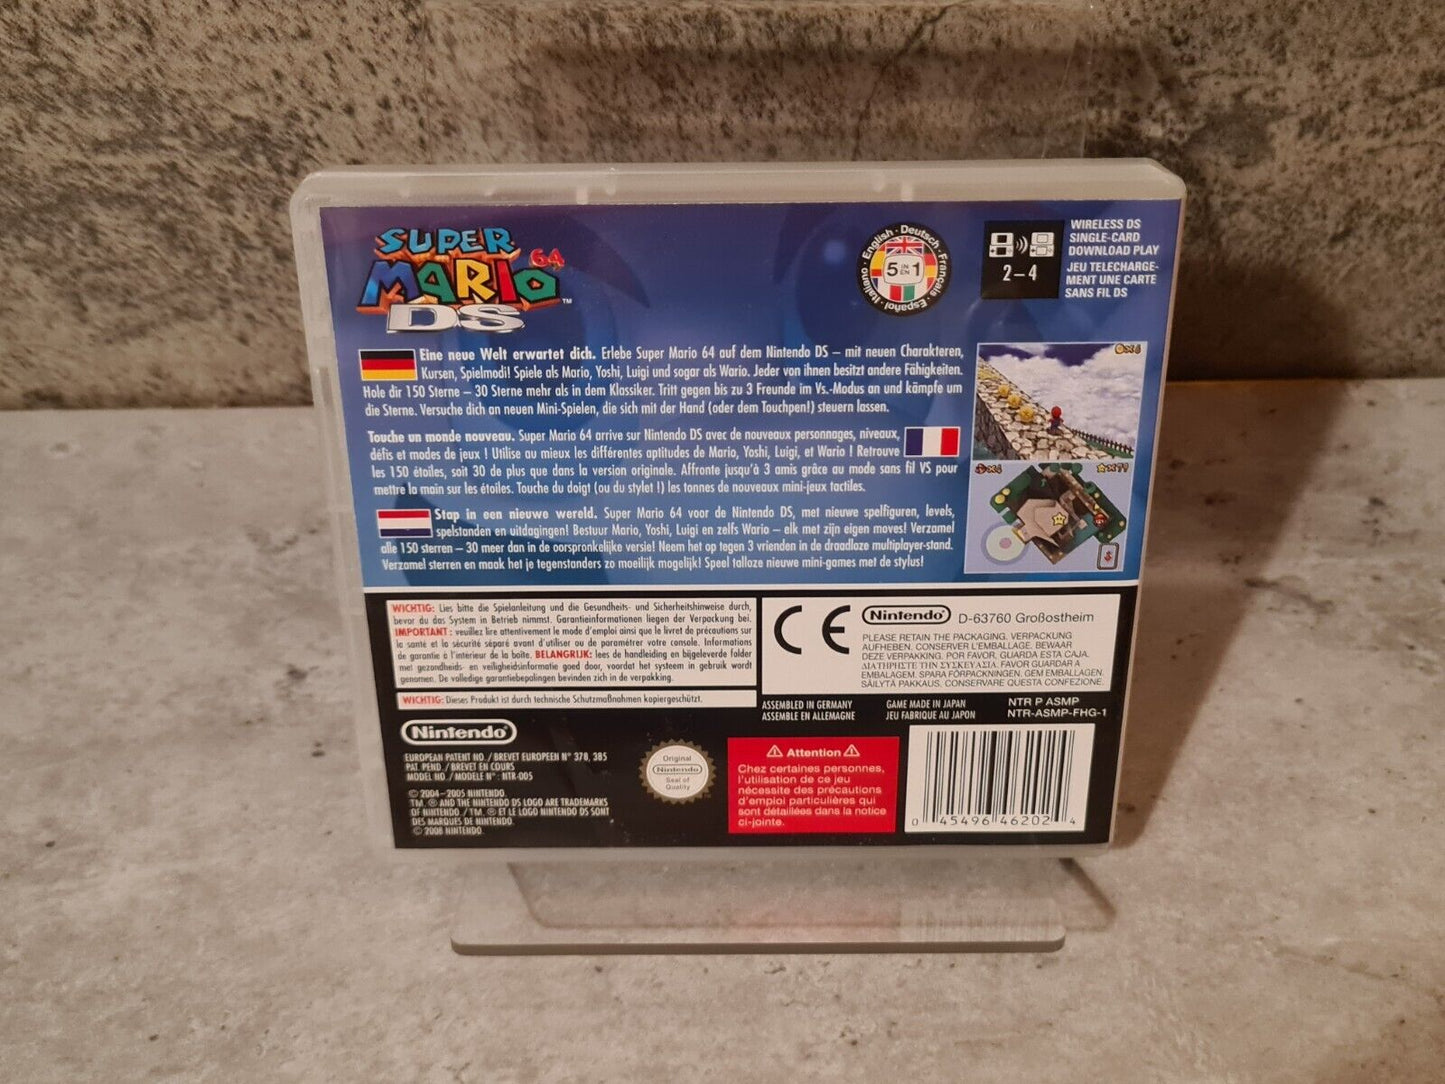 SUPER
MARIO 64
DS ™
English · Deutsch · Français · Español · Italiano
5 IN EN 1
2–4
WIRELESS DS
SINGLE-CARD
DOWNLOAD PLAY
JEU TELECHARGE-
MENT UNE CARTE
SANS FIL DS
Eine neue Welt erwartet dich. Erlebe Super Mario 64 auf dem Nintendo DS – mit neuen Charakteren,
Kursen, Spielmodi! Spiele als Mario, Yoshi, Luigi und sogar als Wario. Jeder von ihnen besitzt andere Fähigkeiten.
Hole dir 150 Sterne – 30 Sterne mehr als in dem Klassiker. Tritt gegen bis zu 3 Freunde im Vs.-Modus an und kämpfe um
die Sterne. Versuche dich an neuen Mini-Spielen, die sich mit der Hand (oder dem Touchpen!) steuern lassen.
Touche un monde nouveau. Super Mario 64 arrive sur Nintendo DS avec de nouveaux personnages, niveaux,
défis et modes de jeux ! Utilise au mieux les différentes aptitudes de Mario, Yoshi, Luigi, et Wario ! Retrouve
les 150 étoiles, soit 30 de plus que dans la version originale. Affronte jusqu'à 3 amis grâce au mode sans fil VS pour
mettre la main sur les étoiles. Touche du doigt (ou du stylet !) les tonnes de nouveaux mini-jeux tactiles.
Stap in een nieuwe wereld. Super Mario 64 voor de Nintendo DS, met nieuwe spelfiguren, levels,
spelstanden en uitdagingen! Bestuur Mario, Yoshi, Luigi en zelfs Wario – elk met zijn eigen moves! Verzamel
alle 150 sterren – 30 meer dan in de oorspronkelijke versie! Neem het op tegen 3 vrienden in de draadloze multiplayer-stand.
Verzamel sterren en maak het je tegenstanders zo moeilijk mogelijk! Speel talloze nieuwe mini-games met de stylus!
WICHTIG: Lies bitte die Spielanleitung und die Gesundheits- und Sicherheitshinweise durch,
bevor du das System in Betrieb nimmst. Garantieinformationen liegen der Verpackung bei.
IMPORTANT : veuillez lire attentivement le mode d'emploi ainsi que le livret de précautions sur
la santé et la sécurité séparé avant d'utiliser ou de paramétrer votre console. Informations
de garantie à l'intérieur de la boîte. BELANGRIJK: lees de handleiding en bijgeleverde folder
met gezondheids- en veiligheidsinformatie goed door, voordat het systeem in gebruik wordt
genomen. De volledige garantiebepalingen bevinden zich in de verpakking.
WICHTIG: Dieses Produkt ist durch technische Schutzmaßnahmen kopiergeschützt.
CE
Nintendo D-63760 Großostheim
PLEASE RETAIN THE PACKAGING. VERPACKUNG
AUFHEBEN. CONSERVER L'EMBALLAGE. BEWAAR
DEZE VERPAKKING. POR FAVOR, GUARDA ESTA CAJA.
ΔΙΑΤΗΡΗΣΤΕ ΤΗΝ ΣΥΣΚΕΥΑΣΙΑ. FAVOR GUARDAR A
EMBALAGEM. SPARA FÖRPACKNINGEN. GEM EMBALLAGEN.
SÄILYTÄ PAKKAUS. CONSERVARE QUESTA CONFEZIONE.
ASSEMBLED IN GERMANY
ASSEMBLE EN ALLEMAGNE
GAME MADE IN JAPAN
JEU FABRIQUE AU JAPON
NTR P ASMP
NTR-ASMP-FHG-1
Nintendo
EUROPEAN PATENT NO. / BREVET EUROPEEN N° 378, 385
PAT. PEND. / BREVET EN COURS
MODEL NO. / MODELE N° : NTR-005
© 2004–2005 NINTENDO.
TM, ® AND THE NINTENDO DS LOGO ARE TRADEMARKS
OF NINTENDO. / TM, ® ET LE LOGO NINTENDO DS SONT
DES MARQUES DE NINTENDO.
© 2008 NINTENDO.
Original
Nintendo
Seal of
Quality
⚠ Attention ⚠
Chez certaines personnes,
l'utilisation de ce jeu
nécessite des précautions
d'emploi particulières qui
sont détaillées dans la notice
ci-jointe.
0 45496 46202 4